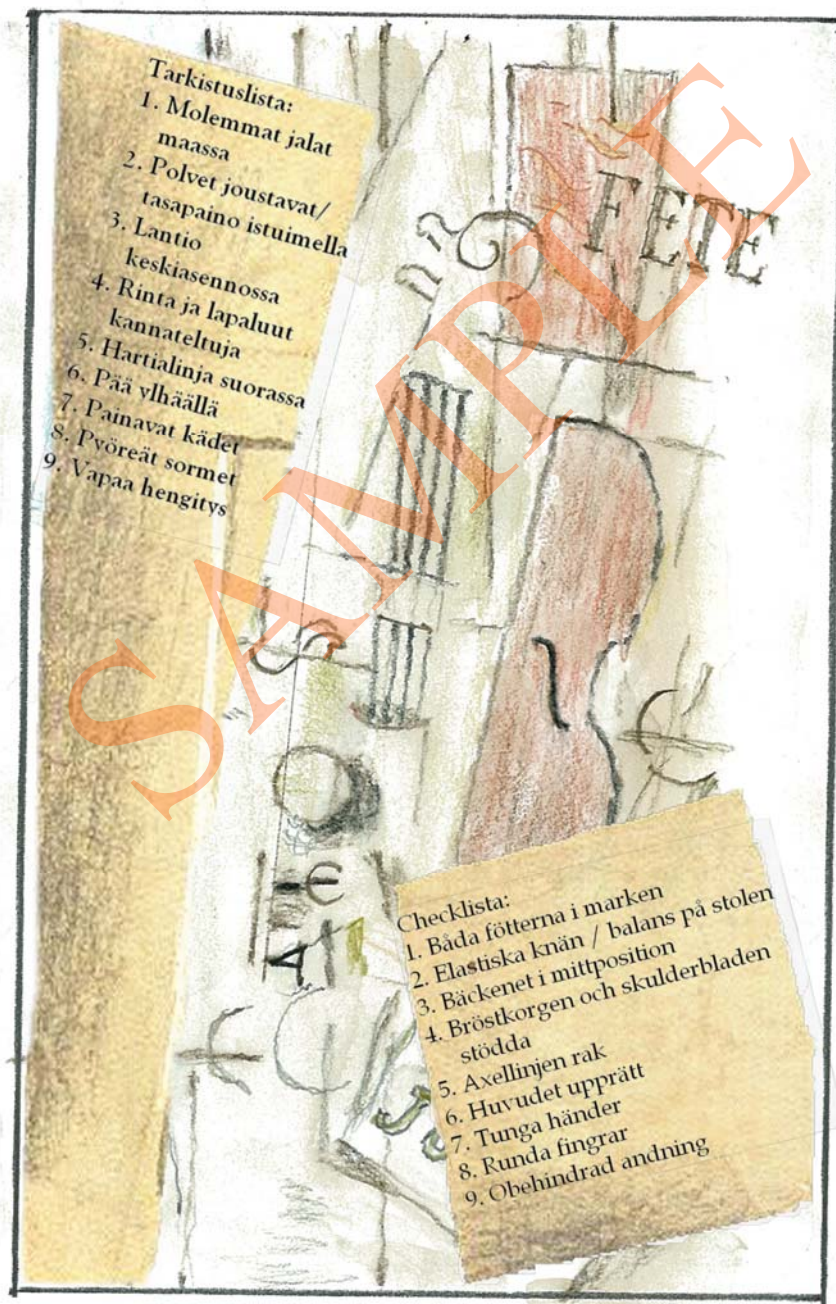 Tarkistuslista:
1. Molemmat jalat
maassa
2. Polvet joustavat/
tasapaino istuimella
3. Lantio
keskiasennossa
4. Rinta ja lapaluut
kannateltuja
5. Hartialinja suorassa
6. Pää ylhäällä
7. Painavat kädet
8. Pyöreät sormet
9. Vapaa hengitys
FETE
SAMPLE
Checklista:
1. Båda fötterna i marken
2. Elastiska knän / balans på stolen
3. Bäckenet i mittposition
4. Bröstkorgen och skulderbladen
stödda
5. Axellinjen rak
6. Huvudet upprätt
7. Tunga händer
8. Runda fingrar
9. Obehindrad andning